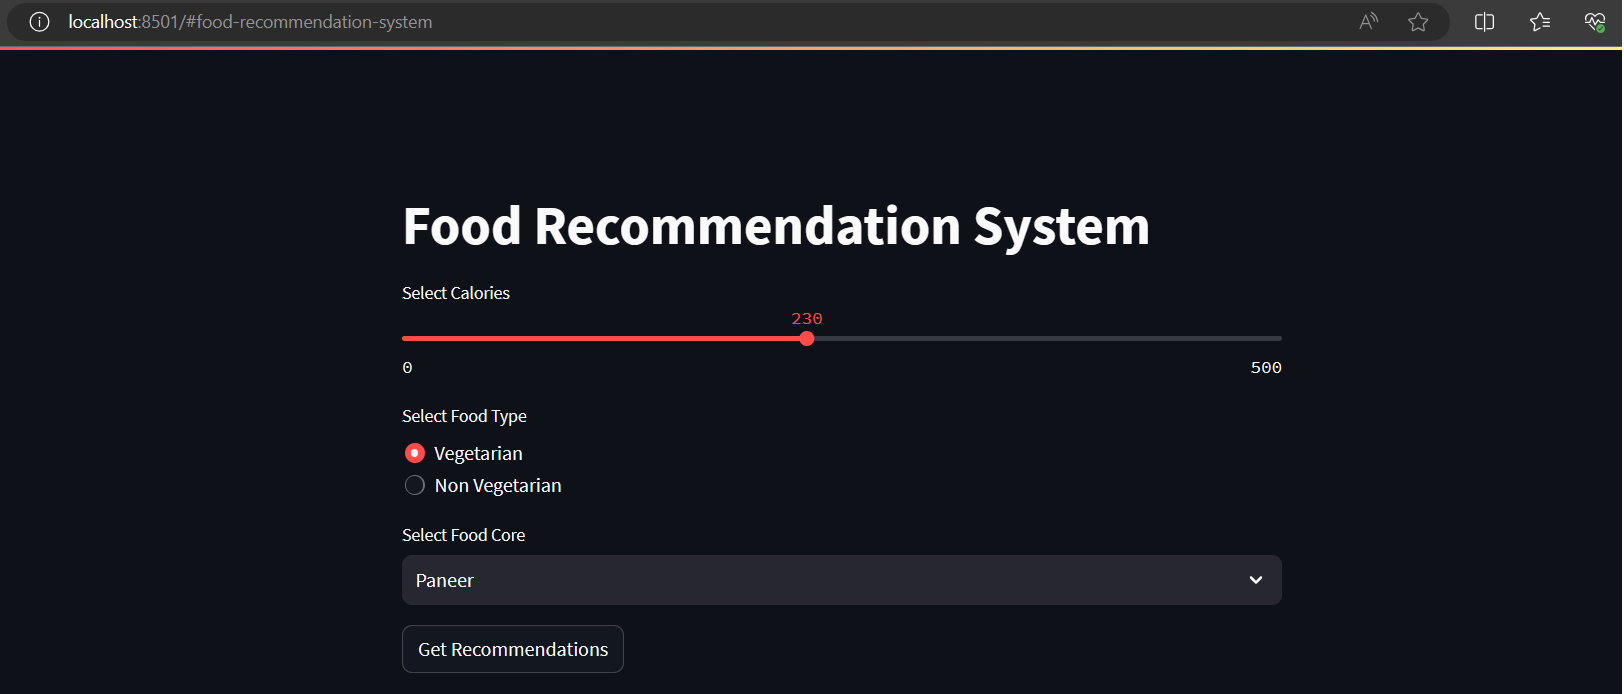 localhost:8501/#food-recommendation-system
Food Recommendation System
Select Calories
230
0 500
Select Food Type
Vegetarian
Non Vegetarian
Select Food Core
Paneer
Get Recommendations